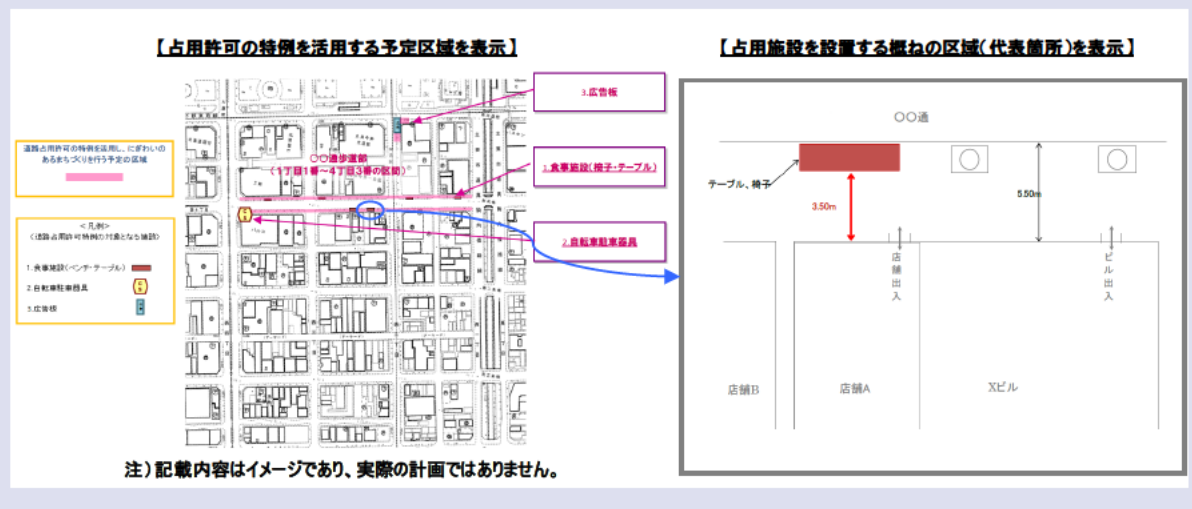 【占用許可の特例を活用する予定区域を表示】
【占用施設を設置する概ねの区域(代表箇所)を表示】
道路占用許可の特例を活用し、にぎわいの
あるまちづくりを行う予定の区域
<凡例>
(道路占用許可特例の対象となる施設)
1.食事施設(ベンチ・テーブル)
2.自転車駐車器具
3.広告板
〇〇通歩道部
(1丁目1番~4丁目3番の区間)
3.広告板
1.食事施設(椅子・テーブル)
2.自転車駐車器具
〇〇通
テーブル、椅子
3.50m
5.50m
店舗出入
ビル出入
店舗B
店舗A
Xビル
注)記載内容はイメージであり、実際の計画ではありません。